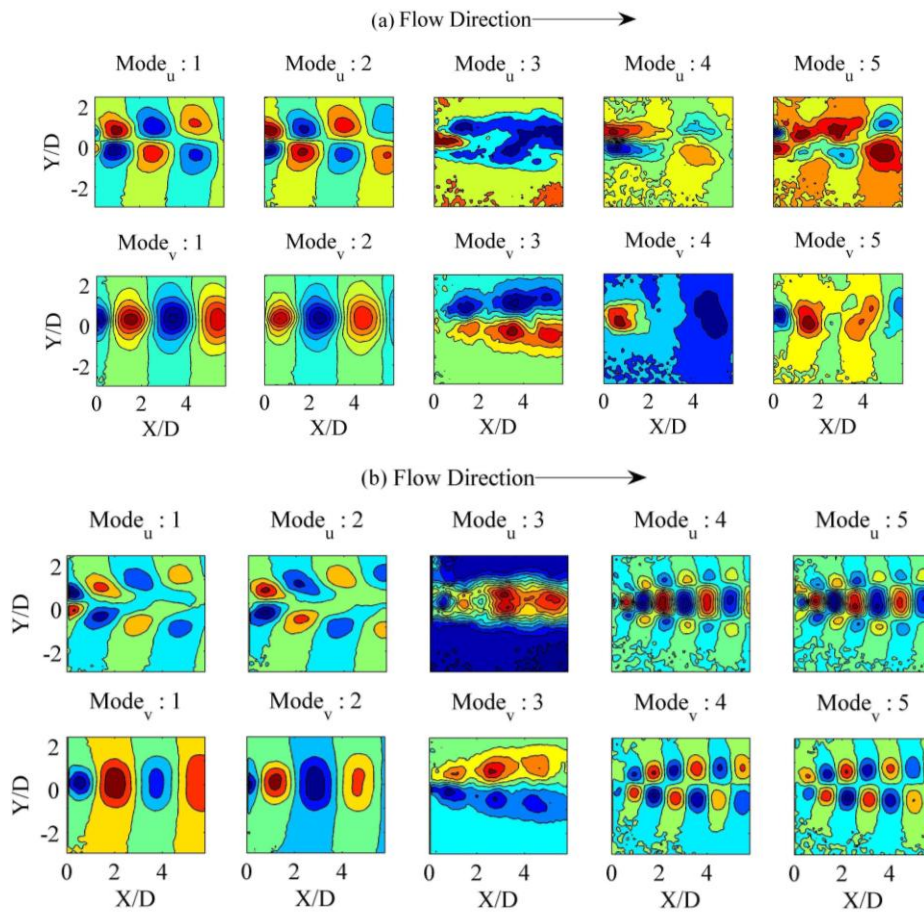 (a) Flow Direction
Mode_u : 1 Mode_u : 2 Mode_u : 3 Mode_u : 4 Mode_u : 5
2
0
-2
Y/D
Mode_v : 1 Mode_v : 2 Mode_v : 3 Mode_v : 4 Mode_v : 5
2
0
-2
Y/D
0 2 4 0 2 4 0 2 4 0 2 4 0 2 4
X/D X/D X/D X/D X/D
(b) Flow Direction
Mode_u : 1 Mode_u : 2 Mode_u : 3 Mode_u : 4 Mode_u : 5
2
0
-2
Y/D
Mode_v : 1 Mode_v : 2 Mode_v : 3 Mode_v : 4 Mode_v : 5
2
0
-2
Y/D
0 2 4 0 2 4 0 2 4 0 2 4 0 2 4
X/D X/D X/D X/D X/D